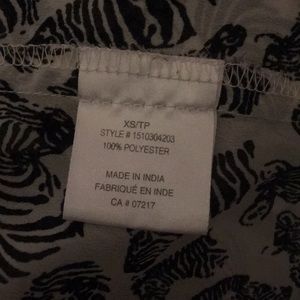 XS/TP
STYLE # 1510304203
100% POLYESTER
MADE IN INDIA
FABRIQUÉ EN INDE
CA # 07217